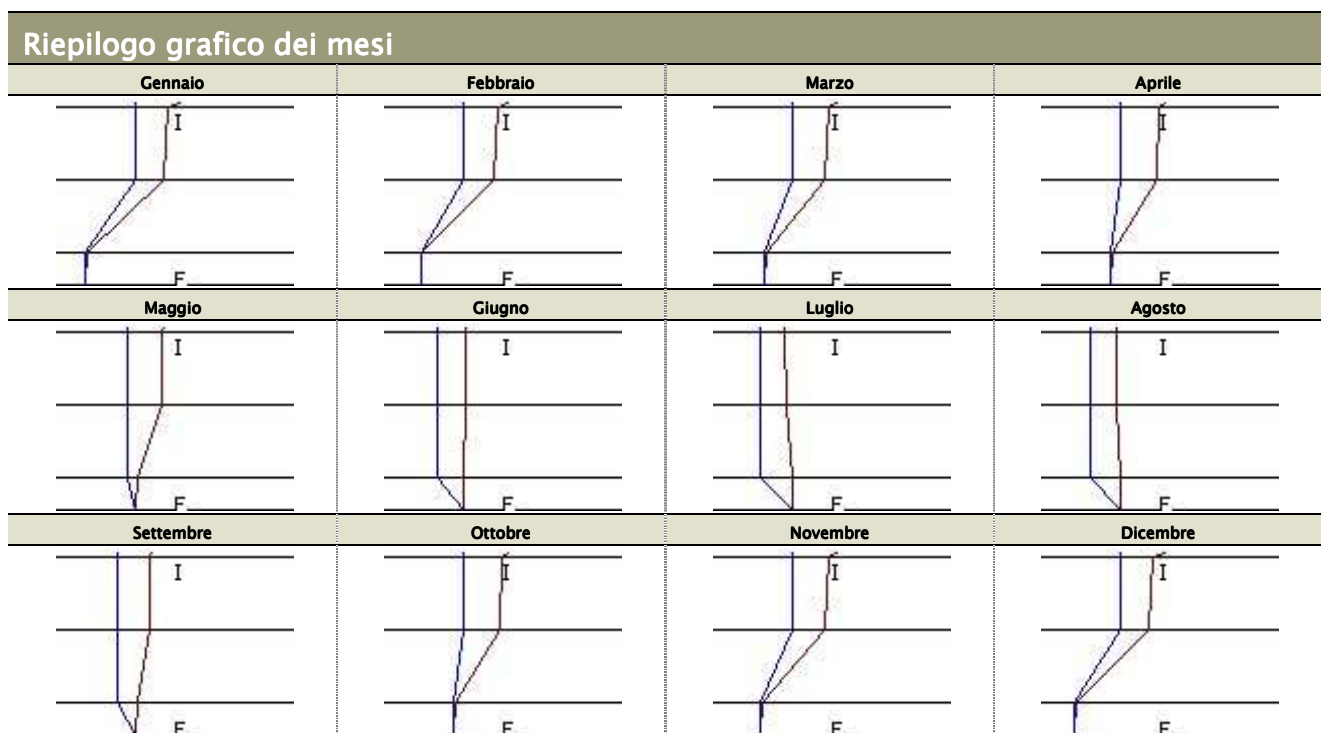 Riepilogo grafico dei mesi
Gennaio Febbraio Marzo Aprile
I I I I
E E E E
Maggio Giugno Luglio Agosto
I I I I
E E E E
Settembre Ottobre Novembre Dicembre
I I I I
E E E E